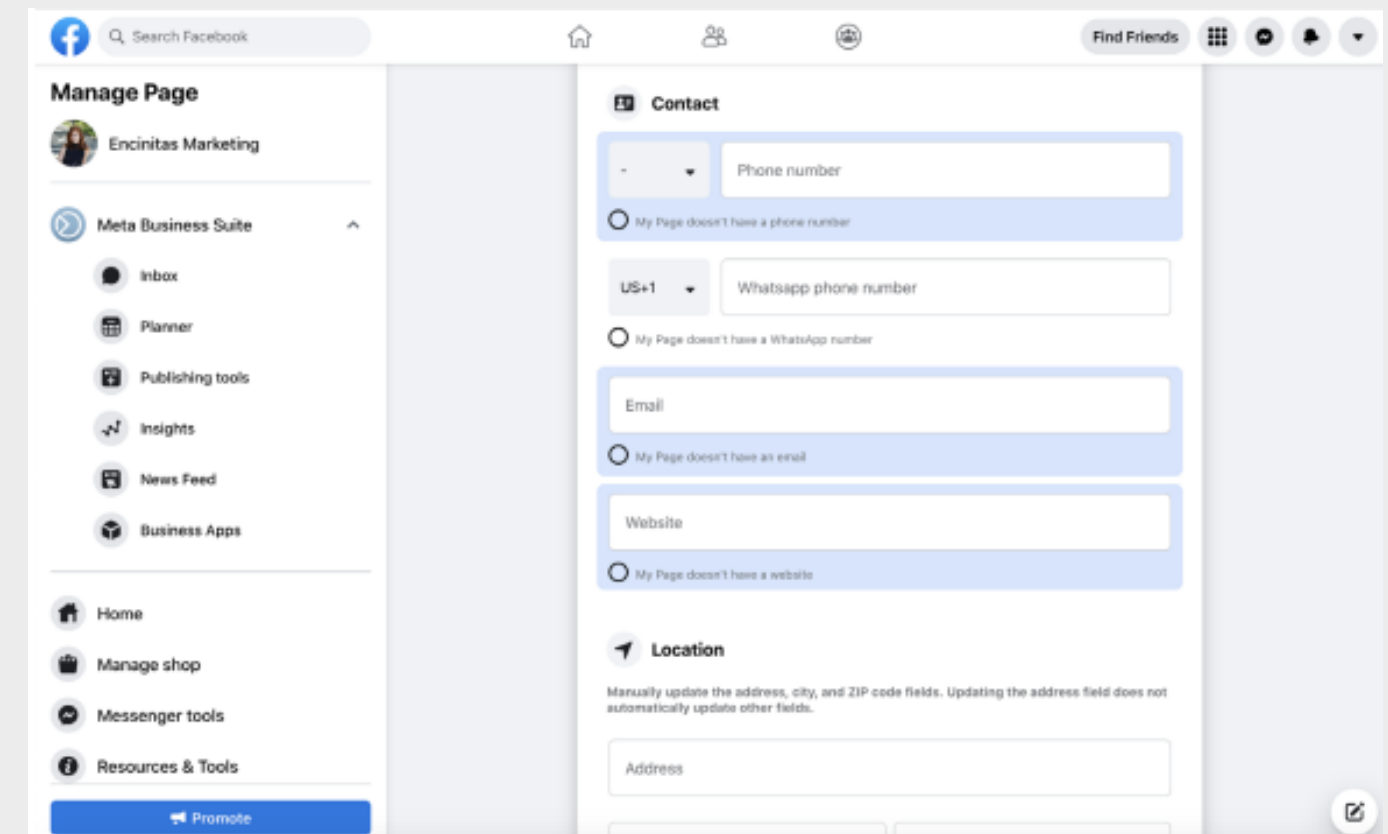 Search Facebook
Find Friends
Manage Page
Encinitas Marketing
Meta Business Suite
Inbox
Planner
Publishing tools
Insights
News Feed
Business Apps
Home
Manage shop
Messenger tools
Resources & Tools
Promote
Contact
-
Phone number
My Page doesn't have a phone number
US+1
Whatsapp phone number
My Page doesn't have a WhatsApp number
Email
My Page doesn't have an email
Website
My Page doesn't have a website
Location
Manually update the address, city, and ZIP code fields. Updating the address field does not
automatically update other fields.
Address